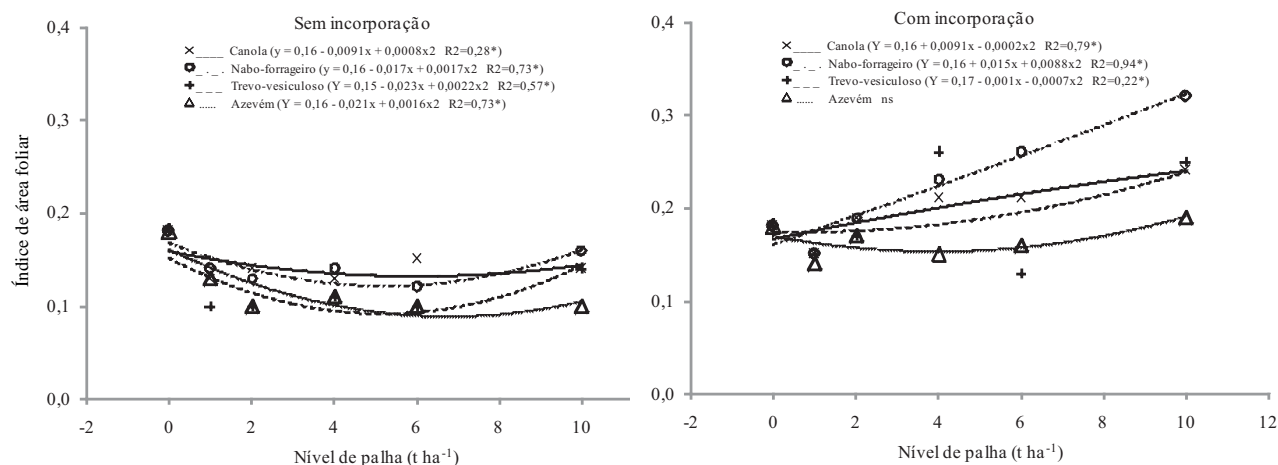 Sem incorporação
0,4
Canola (y = 0,16 - 0,0091x + 0,0008x2 R2=0,28*)
Nabo-forrageiro (y = 0,16 - 0,017x + 0,0017x2 R2=0,73*)
Trevo-vesiculoso (Y = 0,15 - 0,023x + 0,0022x2 R2=0,57*)
Azevém (Y = 0,16 - 0,021x + 0,0016x2 R2=0,73*)
0,3
0,2
0,1
0,0
Índice de área foliar
-2 0 2 4 6 8 10
Nível de palha (t ha⁻¹)
Com incorporação
0,4
Canola (Y = 0,16 + 0,0091x - 0,0002x2 R2=0,79*)
Nabo-forrageiro (Y = 0,16 + 0,015x + 0,0088x2 R2=0,94*)
Trevo-vesiculoso (Y = 0,17 - 0,001x - 0,0007x2 R2=0,22*)
Azevém ns
0,3
0,2
0,1
0,0
-2 0 2 4 6 8 10 12
Nível de palha (t ha⁻¹)